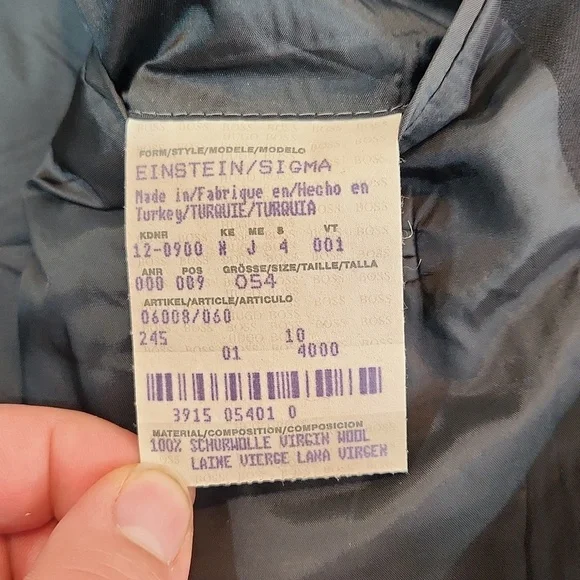 FORM/STYLE/MODELE/MODELO
EINSTEIN/SIGMA
Made in/Fabrique en/Hecho en
Turkey/TURQUIE/TURQUIA
KDNR KE ME S VT
12-0900 N J 4 001
ANR POS GRÖSSE/SIZE/TAILLE/TALLA
000 009 054
ARTIKEL/ARTICLE/ARTICULO
06008/060
245 10
01 4000
3915 05401 0
MATERIAL/COMPOSITION/COMPOSICION
100% SCHURWOLLE VIRGIN WOOL
LAINE VIERGE LANA VIRGEN